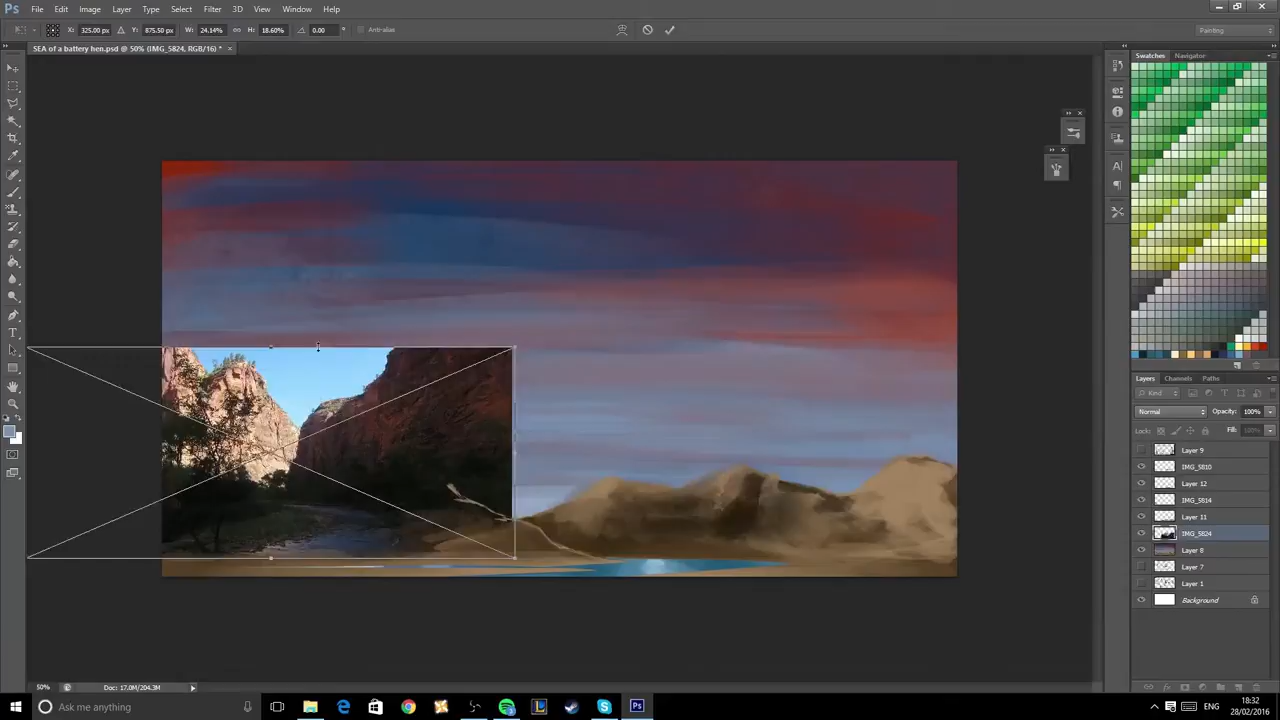 Ps File Edit Image Layer Type Select Filter 3D View Window Help
X: 325.00 px Y: 875.50 px W: 24.14% H: 18.60% 0.00 ° Anti-alias Painting
SEA of a battery hen.psd @ 50% (IMG_5824, RGB/16) * ×
Swatches Navigator
Layers Channels Paths
Kind
Normal Opacity: 100%
Lock: Fill: 100%
Layer 9
IMG_5810
Layer 12
IMG_5814
Layer 11
IMG_5824
Layer 8
Layer 7
Layer 1
Background
50% Doc: 17.0M/204.3M
Ask me anything
ENG
18:32
28/02/2016